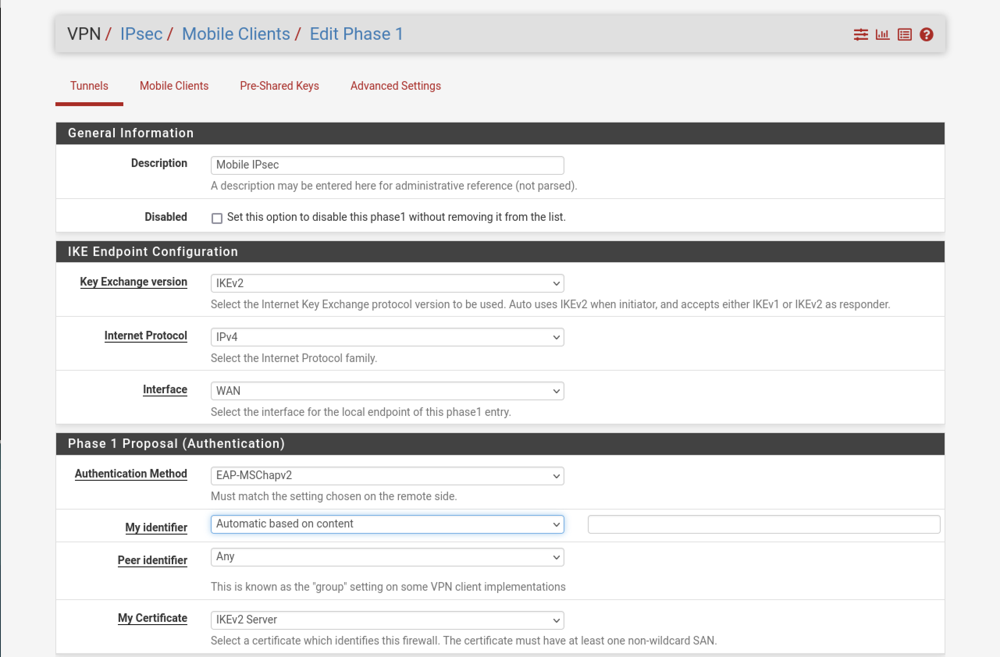 VPN / IPsec / Mobile Clients / Edit Phase 1
Tunnels Mobile Clients Pre-Shared Keys Advanced Settings
General Information
Description Mobile IPsec
A description may be entered here for administrative reference (not parsed).
Disabled Set this option to disable this phase1 without removing it from the list.
IKE Endpoint Configuration
Key Exchange version IKEv2
Select the Internet Key Exchange protocol version to be used. Auto uses IKEv2 when initiator, and accepts either IKEv1 or IKEv2 as responder.
Internet Protocol IPv4
Select the Internet Protocol family.
Interface WAN
Select the interface for the local endpoint of this phase1 entry.
Phase 1 Proposal (Authentication)
Authentication Method EAP-MSChapv2
Must match the setting chosen on the remote side.
My identifier Automatic based on content
Peer identifier Any
This is known as the "group" setting on some VPN client implementations
My Certificate IKEv2 Server
Select a certificate which identifies this firewall. The certificate must have at least one non-wildcard SAN.